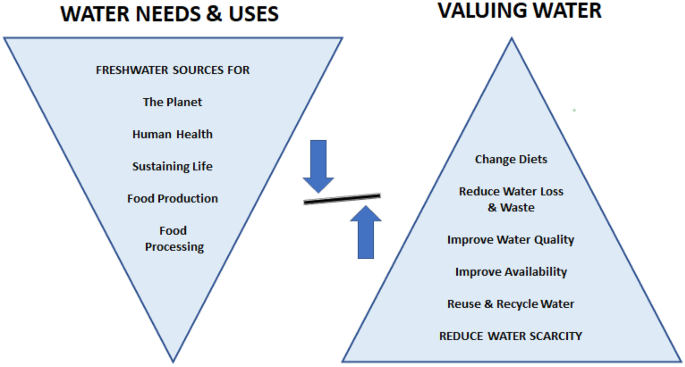 WATER NEEDS & USES
FRESHWATER SOURCES FOR
The Planet
Human Health
Sustaining Life
Food Production
Food
Processing
VALUING WATER
Change Diets
Reduce Water Loss
& Waste
Improve Water Quality
Improve Availability
Reuse & Recycle Water
REDUCE WATER SCARCITY